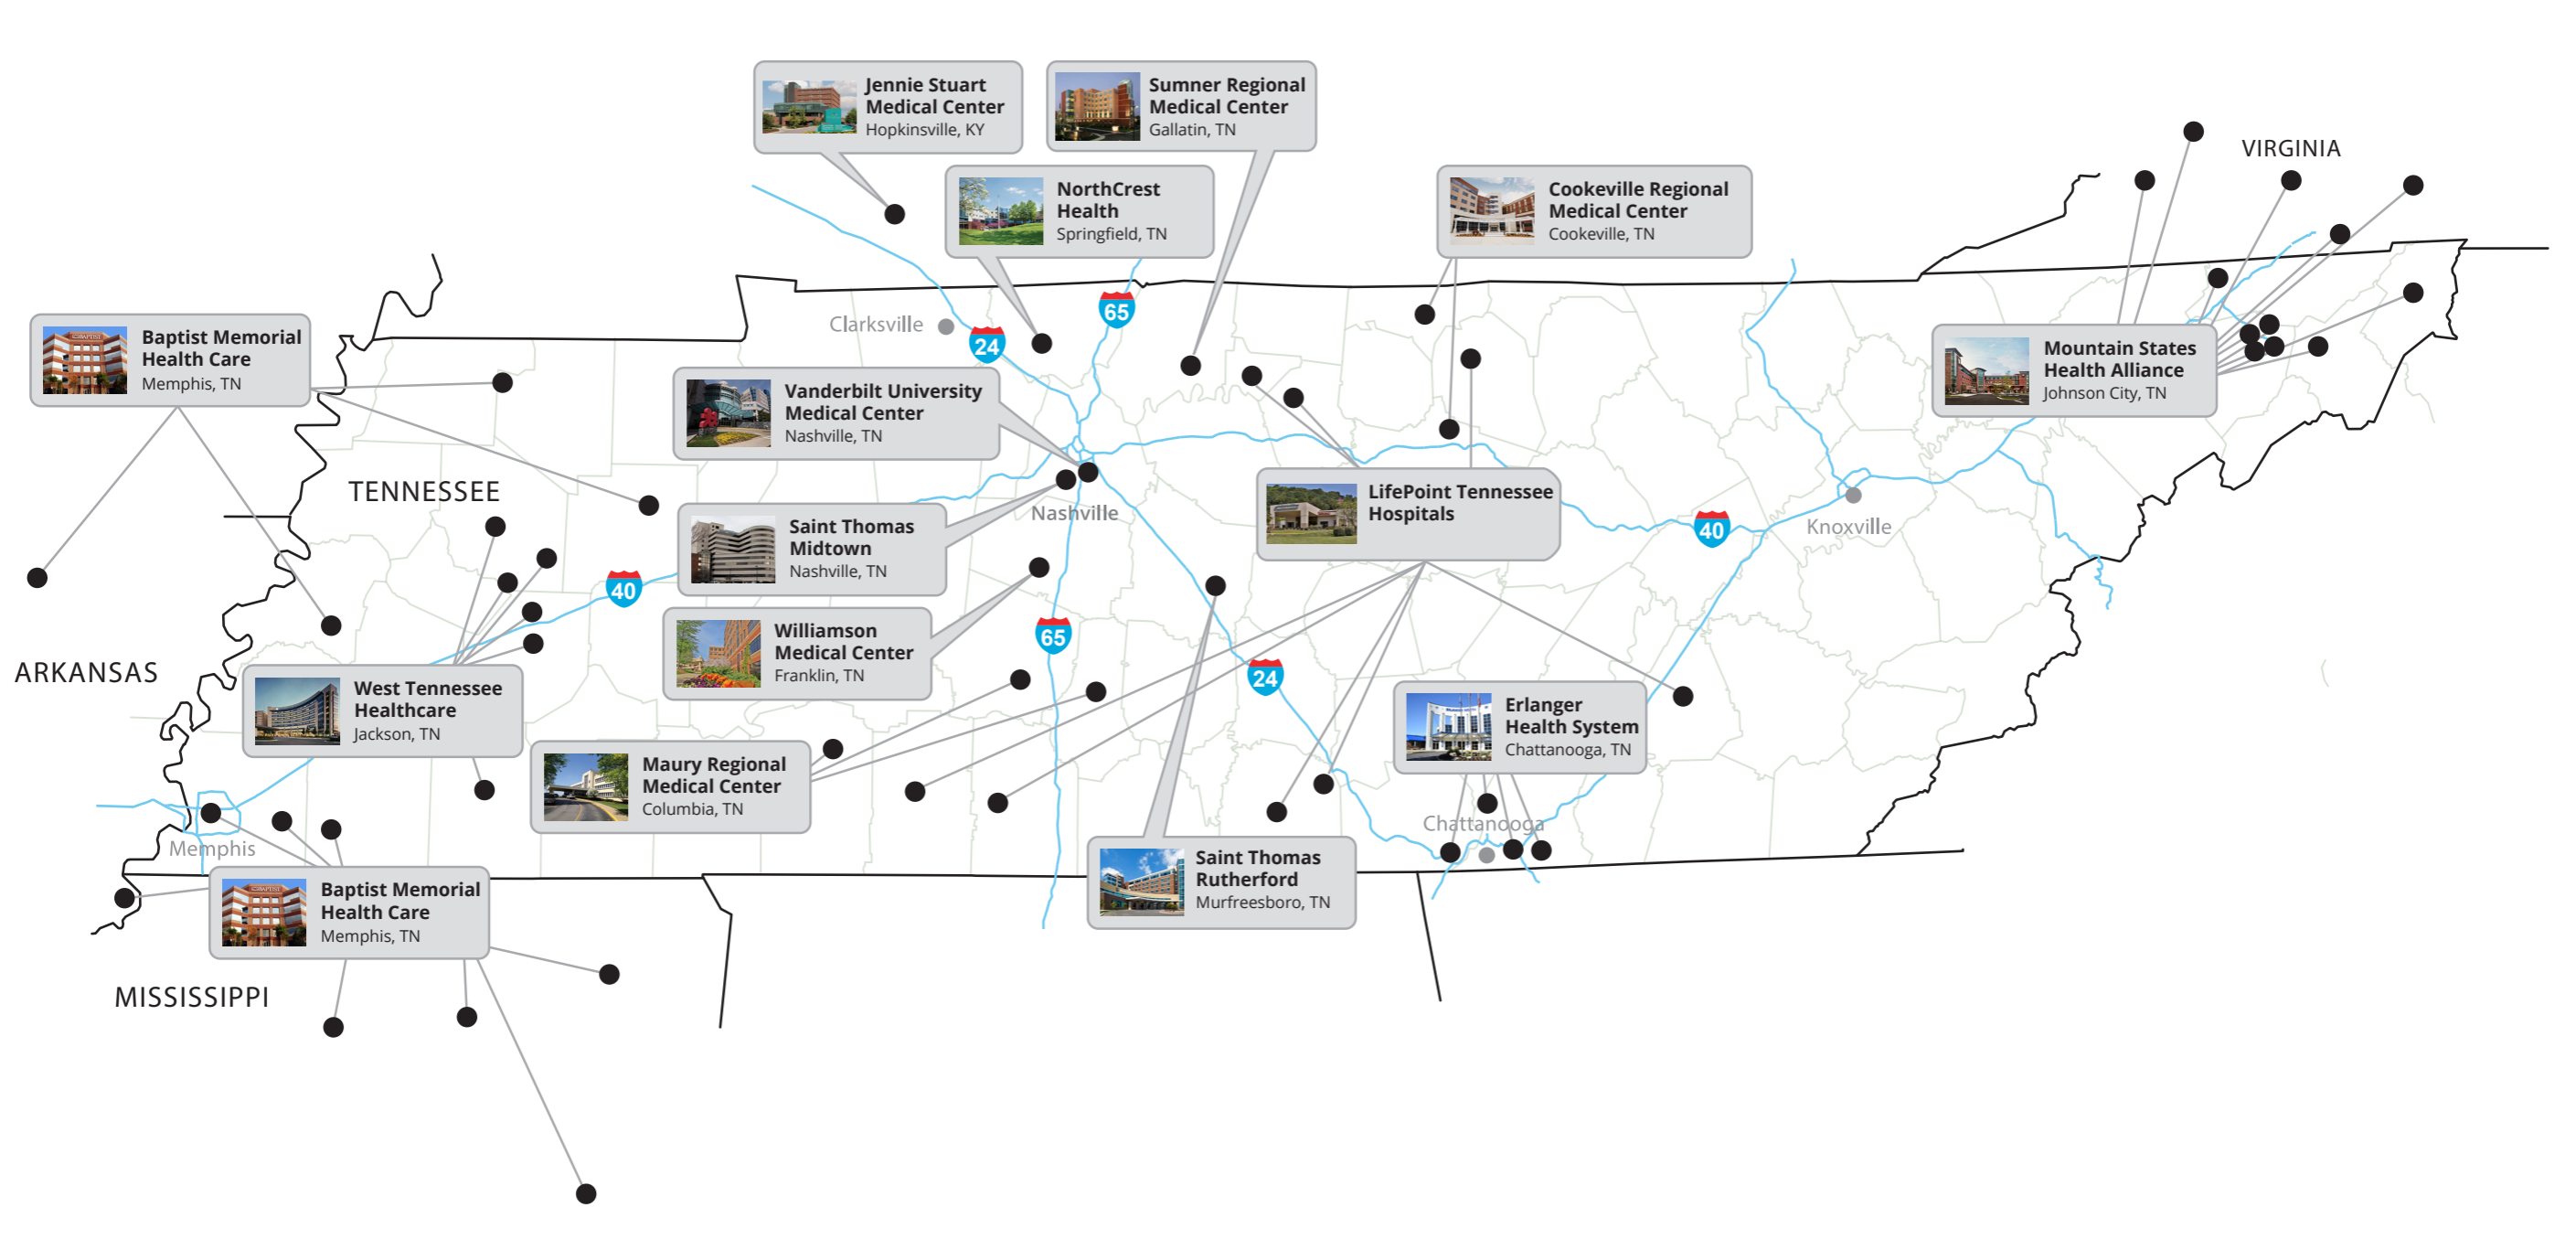 Jennie Stuart
Medical Center
Hopkinsville, KY
Sumner Regional
Medical Center
Gallatin, TN
VIRGINIA
NorthCrest
Health
Springfield, TN
Cookeville Regional
Medical Center
Cookeville, TN
Baptist Memorial
Health Care
Memphis, TN
Clarksville
24
65
Mountain States
Health Alliance
Johnson City, TN
Vanderbilt University
Medical Center
Nashville, TN
TENNESSEE
Nashville
LifePoint Tennessee
Hospitals
40
Knoxville
Saint Thomas
Midtown
Nashville, TN
40
Williamson
Medical Center
Franklin, TN
65
24
ARKANSAS
West Tennessee
Healthcare
Jackson, TN
Erlanger
Health System
Chattanooga, TN
Maury Regional
Medical Center
Columbia, TN
Chattanooga
Memphis
Saint Thomas
Rutherford
Murfreesboro, TN
Baptist Memorial
Health Care
Memphis, TN
MISSISSIPPI